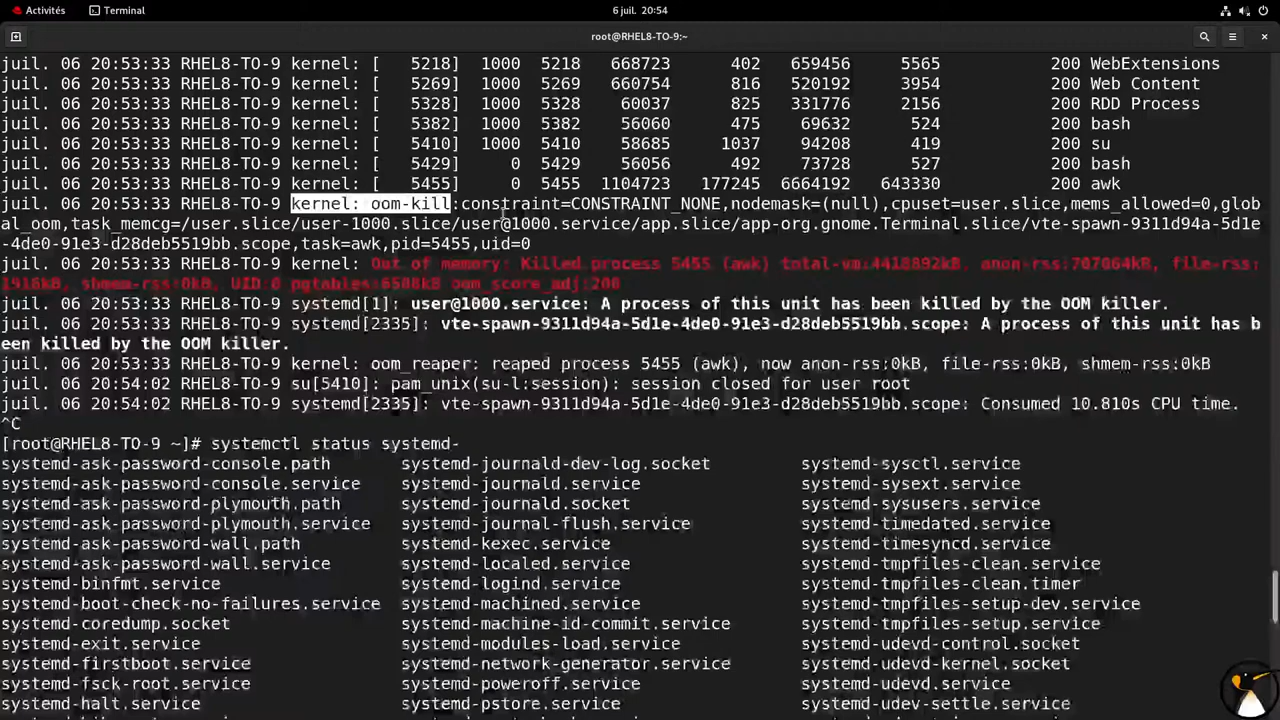 Activités Terminal 6 juil. 20:54
root@RHEL8-TO-9:~
juil. 06 20:53:33 RHEL8-TO-9 kernel: [ 5218] 1000 5218 668723 402 659456 5565 200 WebExtensions
juil. 06 20:53:33 RHEL8-TO-9 kernel: [ 5269] 1000 5269 660754 816 520192 3954 200 Web Content
juil. 06 20:53:33 RHEL8-TO-9 kernel: [ 5328] 1000 5328 60037 825 331776 2156 200 RDD Process
juil. 06 20:53:33 RHEL8-TO-9 kernel: [ 5382] 1000 5382 56060 475 69632 524 200 bash
juil. 06 20:53:33 RHEL8-TO-9 kernel: [ 5410] 1000 5410 58685 1037 94208 419 200 su
juil. 06 20:53:33 RHEL8-TO-9 kernel: [ 5429] 0 5429 56056 492 73728 527 200 bash
juil. 06 20:53:33 RHEL8-TO-9 kernel: [ 5455] 0 5455 1104723 177245 6664192 643330 200 awk
juil. 06 20:53:33 RHEL8-TO-9 kernel: oom-kill:constraint=CONSTRAINT_NONE,nodemask=(null),cpuset=user.slice,mems_allowed=0,glob
al_oom,task_memcg=/user.slice/user-1000.slice/user@1000.service/app.slice/app-org.gnome.Terminal.slice/vte-spawn-9311d94a-5d1e
-4de0-91e3-d28deb5519bb.scope,task=awk,pid=5455,uid=0
juil. 06 20:53:33 RHEL8-TO-9 kernel: Out of memory: Killed process 5455 (awk) total-vm:4418892kB, anon-rss:707064kB, file-rss:
1916kB, shmem-rss:0kB, UID:0 pgtables:6508kB oom_score_adj:200
juil. 06 20:53:33 RHEL8-TO-9 systemd[1]: user@1000.service: A process of this unit has been killed by the OOM killer.
juil. 06 20:53:33 RHEL8-TO-9 systemd[2335]: vte-spawn-9311d94a-5d1e-4de0-91e3-d28deb5519bb.scope: A process of this unit has b
een killed by the OOM killer.
juil. 06 20:53:33 RHEL8-TO-9 kernel: oom_reaper: reaped process 5455 (awk), now anon-rss:0kB, file-rss:0kB, shmem-rss:0kB
juil. 06 20:54:02 RHEL8-TO-9 su[5410]: pam_unix(su-l:session): session closed for user root
juil. 06 20:54:02 RHEL8-TO-9 systemd[2335]: vte-spawn-9311d94a-5d1e-4de0-91e3-d28deb5519bb.scope: Consumed 10.810s CPU time.
^C
[root@RHEL8-TO-9 ~]# systemctl status systemd-
systemd-ask-password-console.path systemd-journald-dev-log.socket systemd-sysctl.service
systemd-ask-password-console.service systemd-journald.service systemd-sysext.service
systemd-ask-password-plymouth.path systemd-journald.socket systemd-sysusers.service
systemd-ask-password-plymouth.service systemd-journal-flush.service systemd-timedated.service
systemd-ask-password-wall.path systemd-kexec.service systemd-timesyncd.service
systemd-ask-password-wall.service systemd-localed.service systemd-tmpfiles-clean.service
systemd-binfmt.service systemd-logind.service systemd-tmpfiles-clean.timer
systemd-boot-check-no-failures.service systemd-machined.service systemd-tmpfiles-setup-dev.service
systemd-coredump.socket systemd-machine-id-commit.service systemd-tmpfiles-setup.service
systemd-exit.service systemd-modules-load.service systemd-udevd-control.socket
systemd-firstboot.service systemd-network-generator.service systemd-udevd-kernel.socket
systemd-fsck-root.service systemd-poweroff.service systemd-udevd.service
systemd-halt.service systemd-pstore.service systemd-udev-settle.service